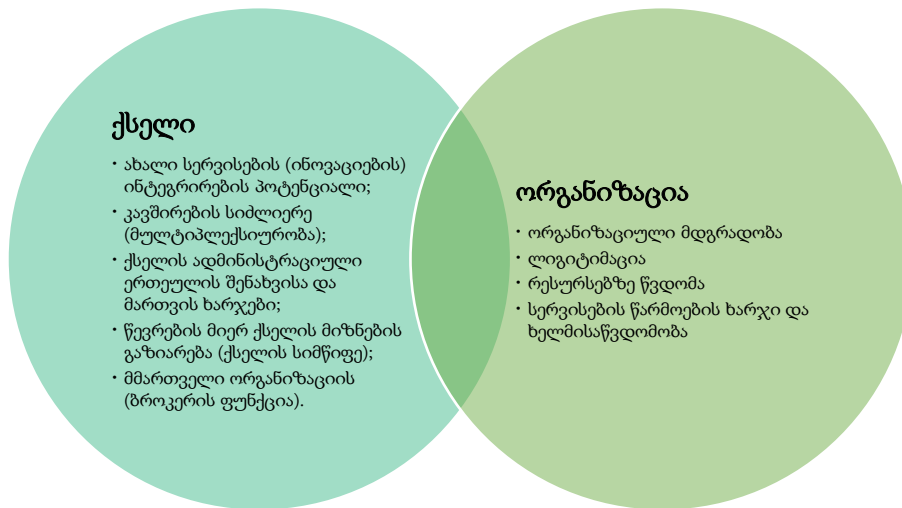 ქსელი
• ახალი სერვისების (ინოვაციების)
ინტეგრირების პოტენციალი;
• კავშირების სიძლიერე
(მულტიპლექსიურობა);
• ქსელის ადმინისტრაციული
ერთეულის შენახვისა და
მართვის ხარჯები;
• წევრების მიერ ქსელის მიზნების
გაზიარება (ქსელის სიმწიფე);
• მმართველი ორგანიზაციის
(ბროკერის ფუნქცია).
ორგანიზაცია
• ორგანიზაციული მდგრადობა
• ლიგიტიმაცია
• რესურსებზე წვდომა
• სერვისების წარმოების ხარჯი და
ხელმისაწვდომობა